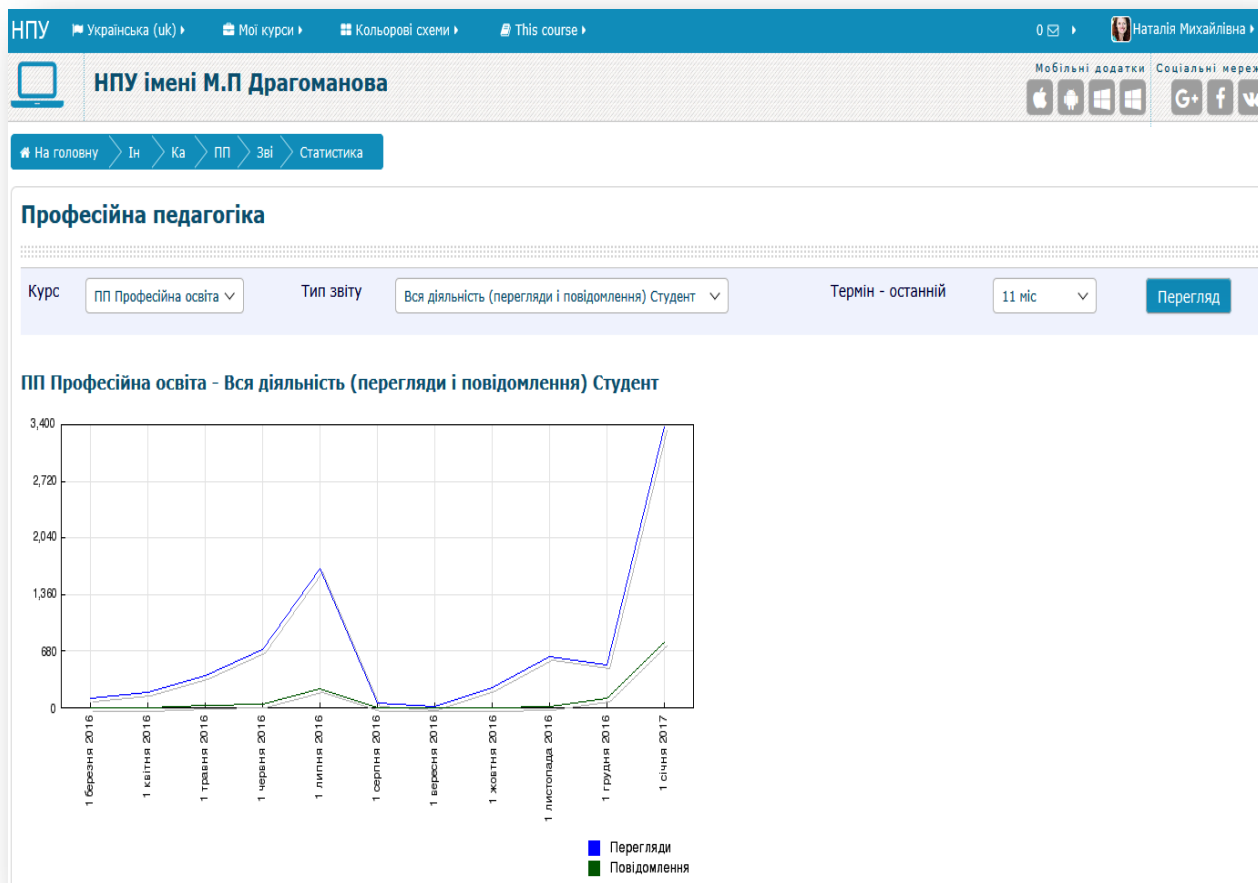 НПУ Українська (uk) Мої курси Кольорові схеми This course 0 Наталія Михайлівна
НПУ імені М.П Драгоманова
Мобільні додатки Соціальні мереж
На головну Ін Ка ПП Зві Статистика
Професійна педагогіка
Курс ПП Професійна освіта Тип звіту Вся діяльність (перегляди і повідомлення) Студент Термін - останній 11 міс Перегляд
ПП Професійна освіта - Вся діяльність (перегляди і повідомлення) Студент
3,400
2,720
2,040
1,360
680
0
1 березня 2016
1 квітня 2016
1 травня 2016
1 червня 2016
1 липня 2016
1 серпня 2016
1 вересня 2016
1 жовтня 2016
1 листопада 2016
1 грудня 2016
1 січня 2017
Перегляди
Повідомлення